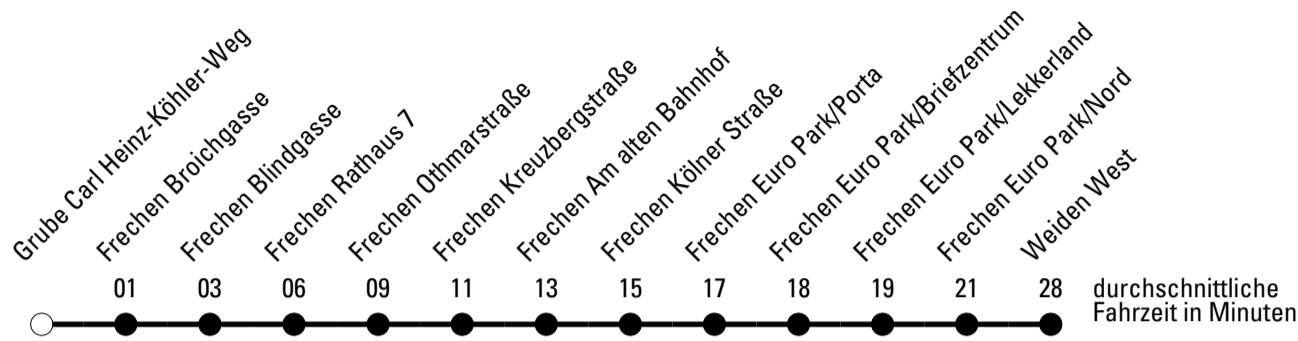 Grube Carl Heinz-Köhler-Weg
Frechen Broichgasse
Frechen Blindgasse
Frechen Rathaus 7
Frechen Othmarstraße
Frechen Kreuzbergstraße
Frechen Am alten Bahnhof
Frechen Kölner Straße
Frechen Euro Park/Porta
Frechen Euro Park/Briefzentrum
Frechen Euro Park/Lekkerland
Frechen Euro Park/Nord
Weiden West
01 03 06 09 11 13 15 17 18 19 21 28
durchschnittliche
Fahrzeit in Minuten